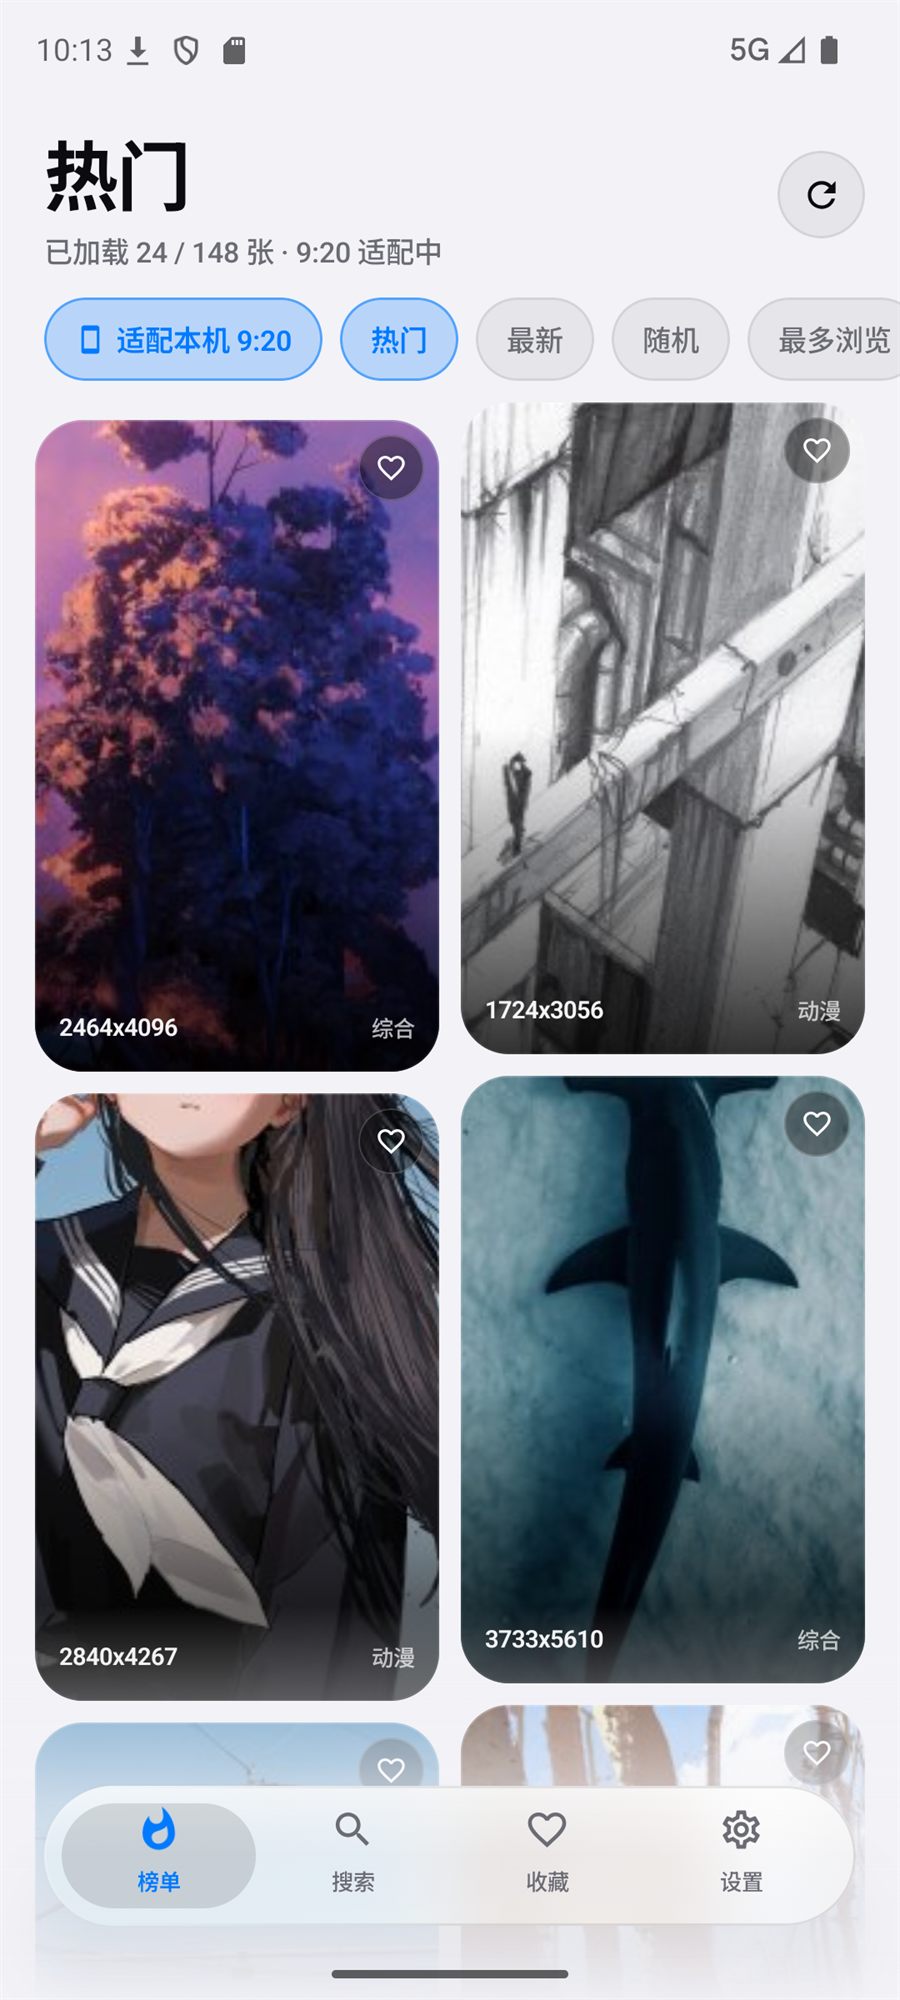 10:13
5G
热门
已加载 24 / 148 张 · 9:20 适配中
适配本机 9:20
热门
最新
随机
最多浏览
2464x4096
综合
1724x3056
动漫
2840x4267
动漫
3733x5610
综合
榜单
搜索
收藏
设置